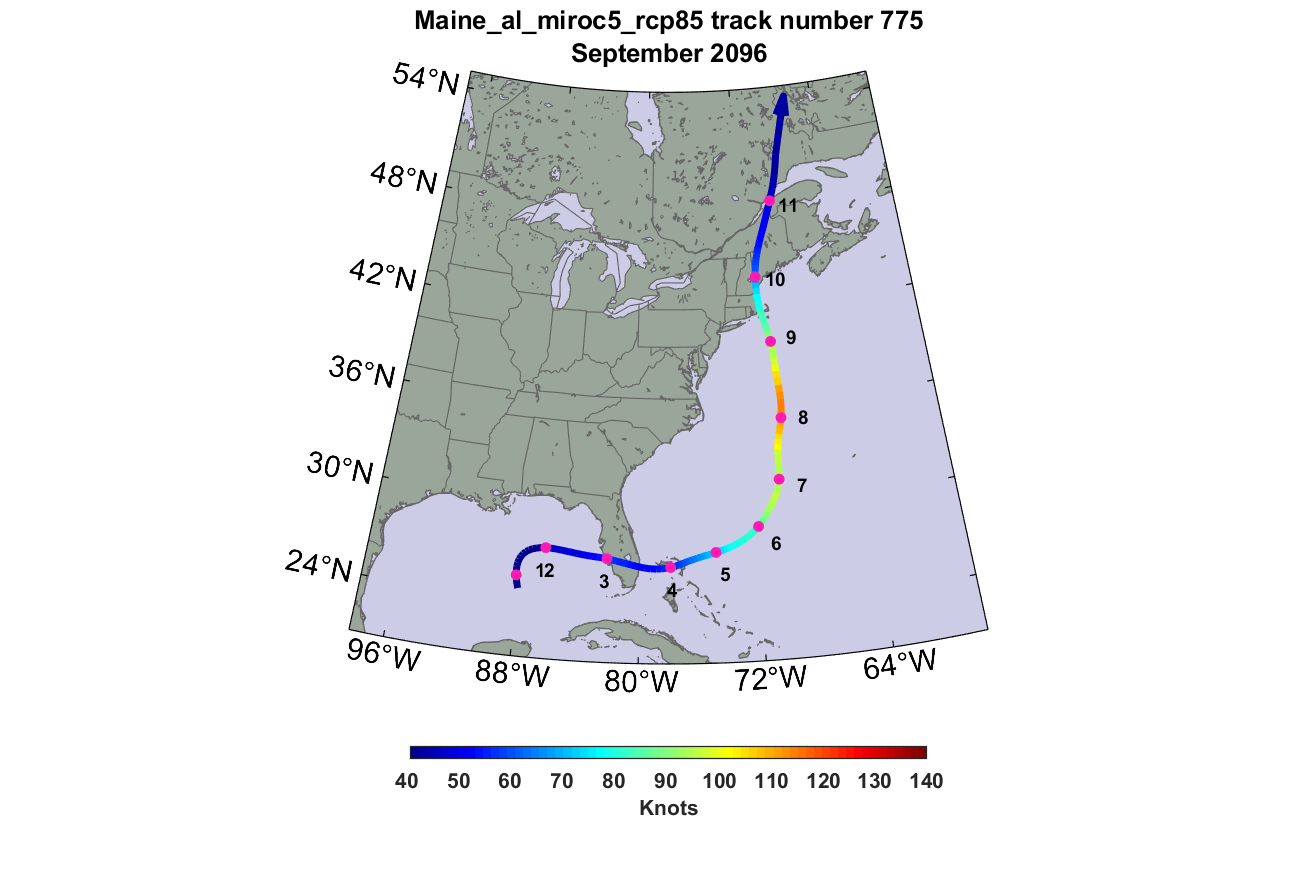 Maine_al_miroc5_rcp85 track number 775
September 2096
54°N
48°N
42°N
36°N
30°N
24°N
11
10
9
8
7
6
5
4
3
12
96°W
88°W
80°W
72°W
64°W
40 50 60 70 80 90 100 110 120 130 140
Knots